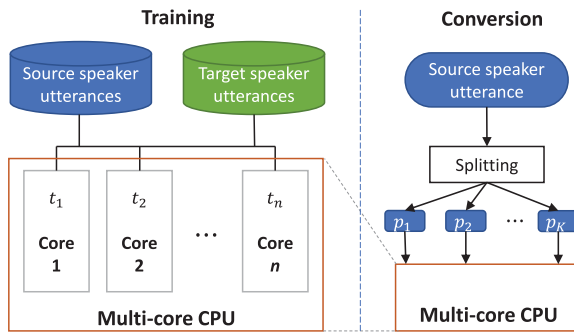 Training
Source speaker
utterances
Target speaker
utterances
t₁
Core
1
t₂
Core
2
...
tₙ
Core
n
Multi-core CPU
Conversion
Source speaker
utterance
Splitting
p₁ p₂ ... p_K
Multi-core CPU